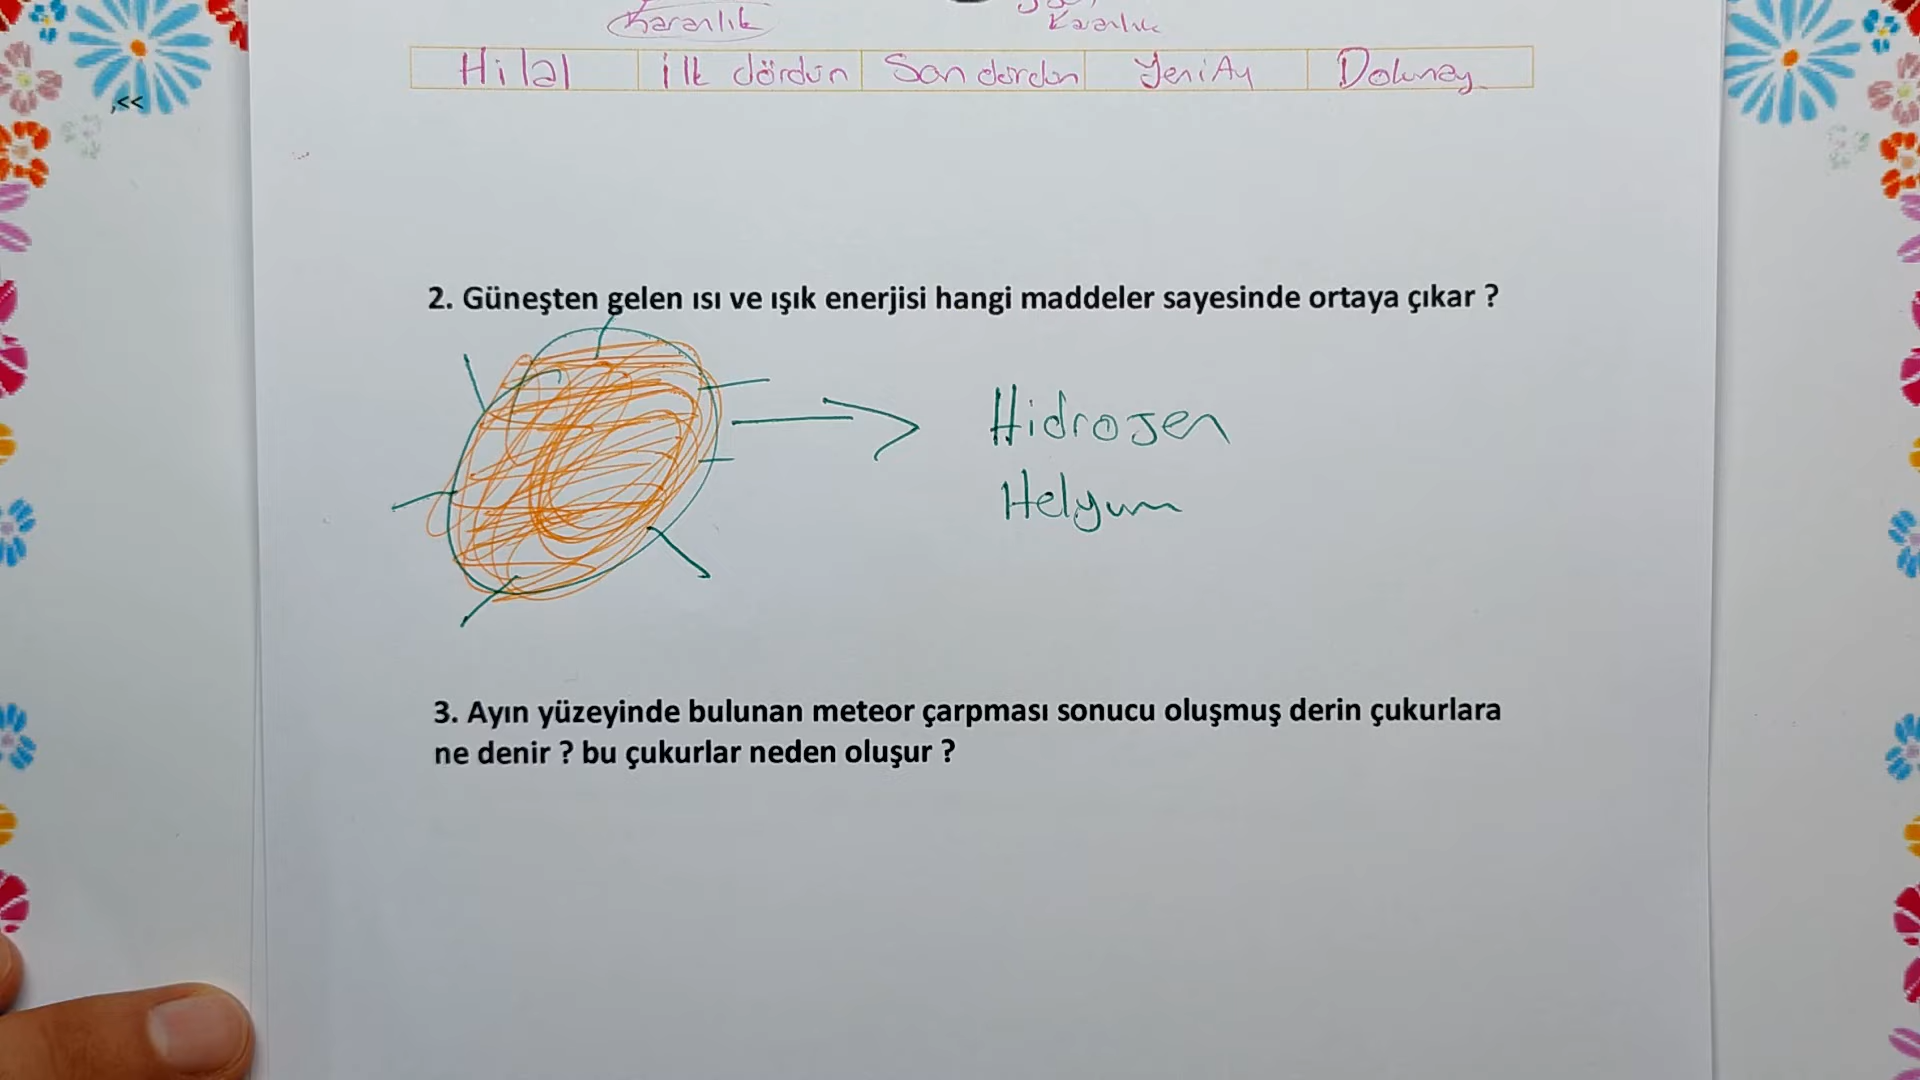 Karanlık Karanlık
Hilal İlk dördün Son dördün Yeni Ay Dolunay
<<
2. Güneşten gelen ısı ve ışık enerjisi hangi maddeler sayesinde ortaya çıkar ?
Hidrojen
Helyum
3. Ayın yüzeyinde bulunan meteor çarpması sonucu oluşmuş derin çukurlara
ne denir ? bu çukurlar neden oluşur ?